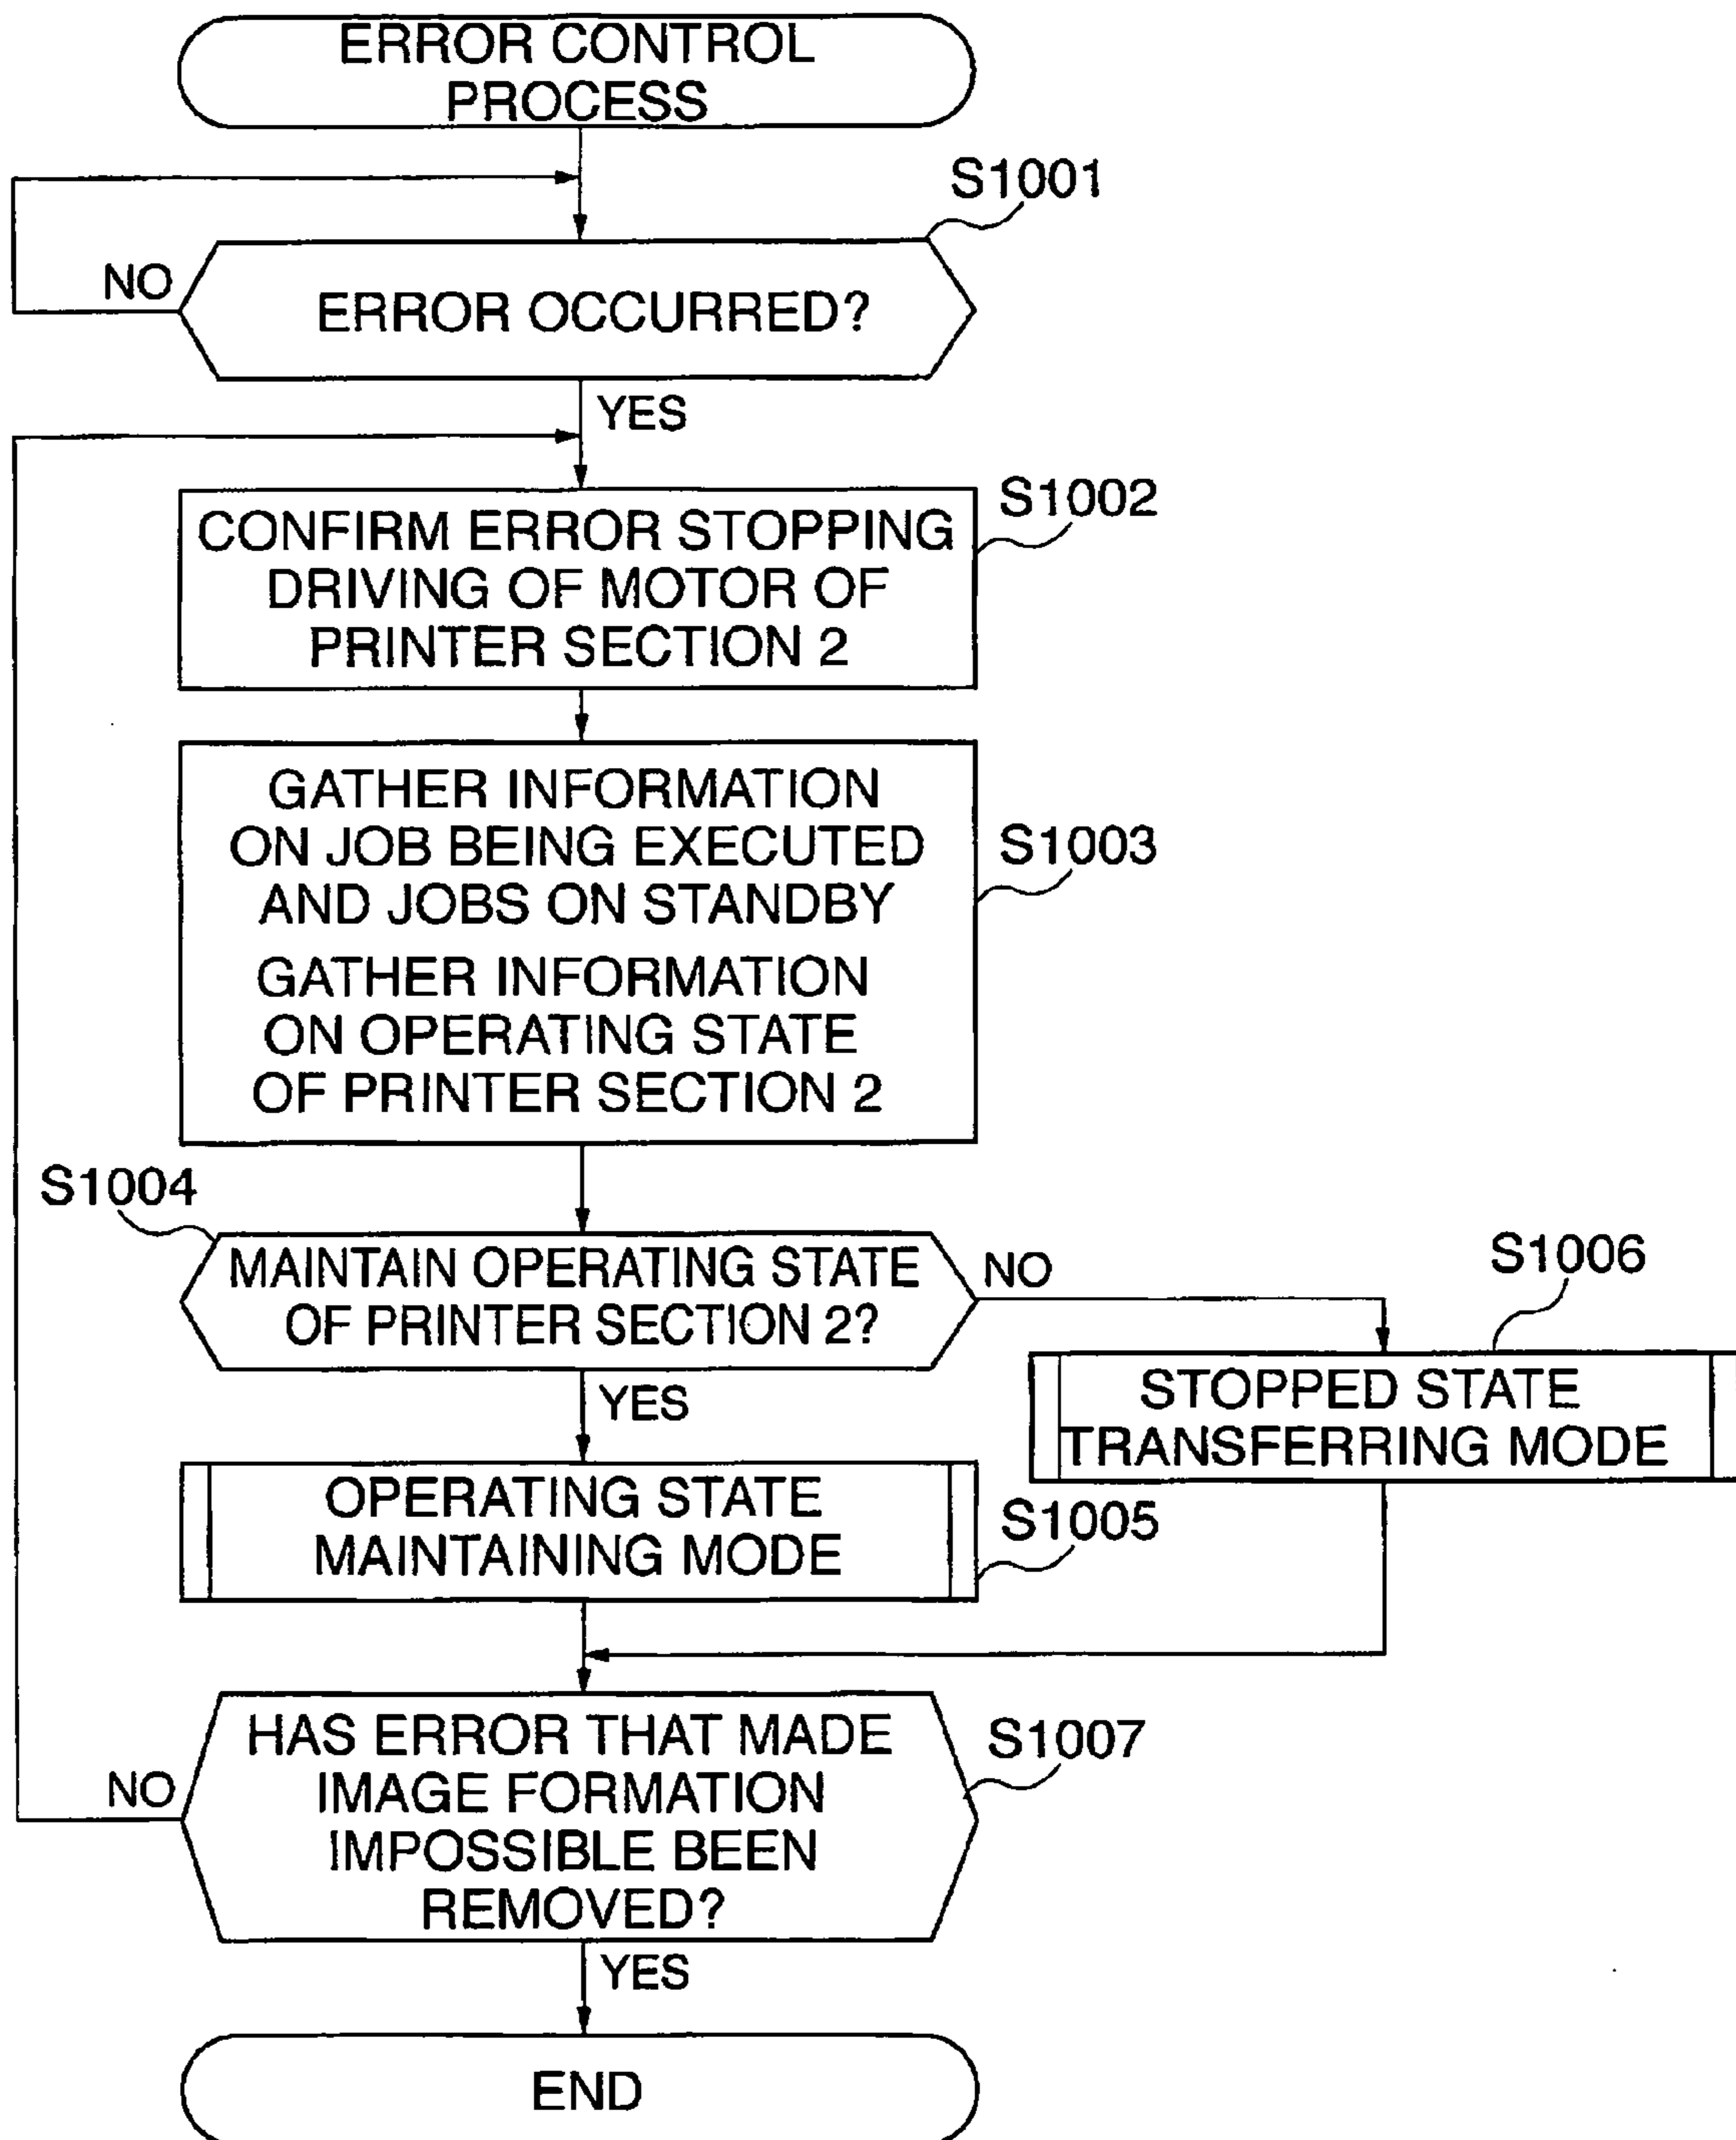 ERROR CONTROL
PROCESS
S1001
NO
ERROR OCCURRED?
YES
S1002
CONFIRM ERROR STOPPING
DRIVING OF MOTOR OF
PRINTER SECTION 2
GATHER INFORMATION
ON JOB BEING EXECUTED
AND JOBS ON STANDBY
S1003
GATHER INFORMATION
ON OPERATING STATE
OF PRINTER SECTION 2
S1004
MAINTAIN OPERATING STATE
OF PRINTER SECTION 2?
NO
S1006
YES
STOPPED STATE
TRANSFERRING MODE
OPERATING STATE
MAINTAINING MODE
S1005
HAS ERROR THAT MADE
IMAGE FORMATION
IMPOSSIBLE BEEN
REMOVED?
S1007
NO
YES
END